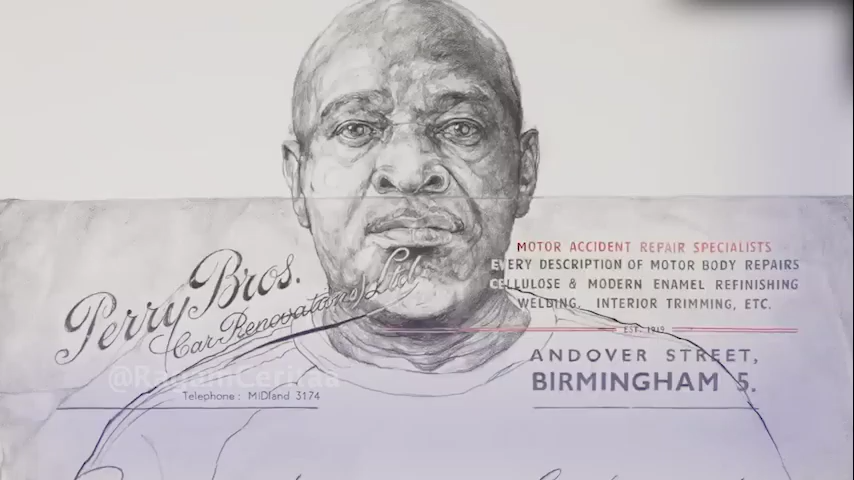 Perry Bros.
Car Renovations Ltd
Telephone : MIDland 3174
MOTOR ACCIDENT REPAIR SPECIALISTS
EVERY DESCRIPTION OF MOTOR BODY REPAIRS
CELLULOSE & MODERN ENAMEL REFINISHING
WELDING, INTERIOR TRIMMING, ETC.
EST. 1919
ANDOVER STREET,
BIRMINGHAM 5.